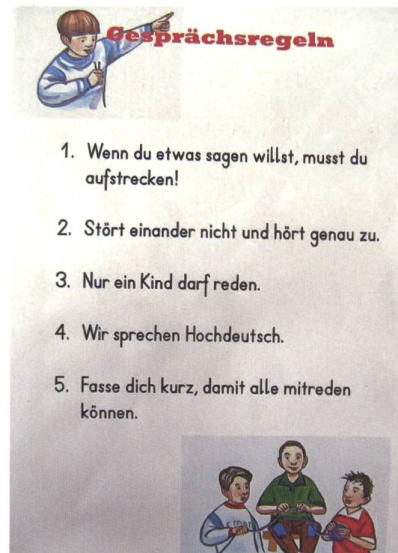 Gesprächsregeln
1. Wenn du etwas sagen willst, musst du
aufstrecken!
2. Stört einander nicht und hört genau zu.
3. Nur ein Kind darf reden.
4. Wir sprechen Hochdeutsch.
5. Fasse dich kurz, damit alle mitreden
können.